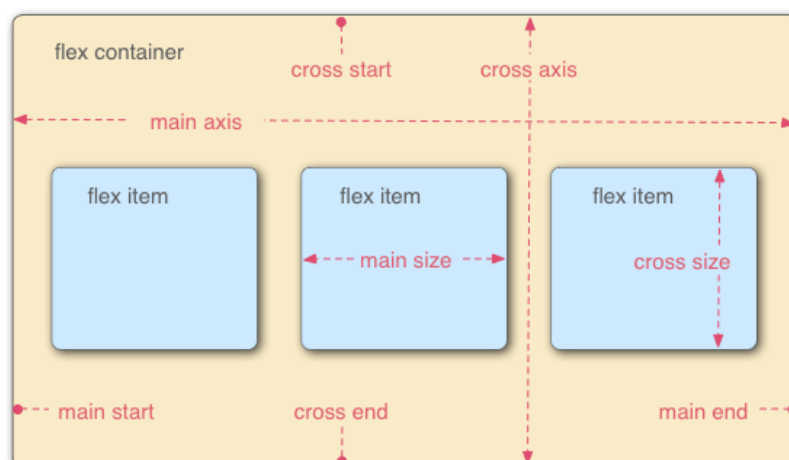 flex container
cross start
cross axis
main axis
flex item
flex item
flex item
main size
cross size
main start
cross end
main end